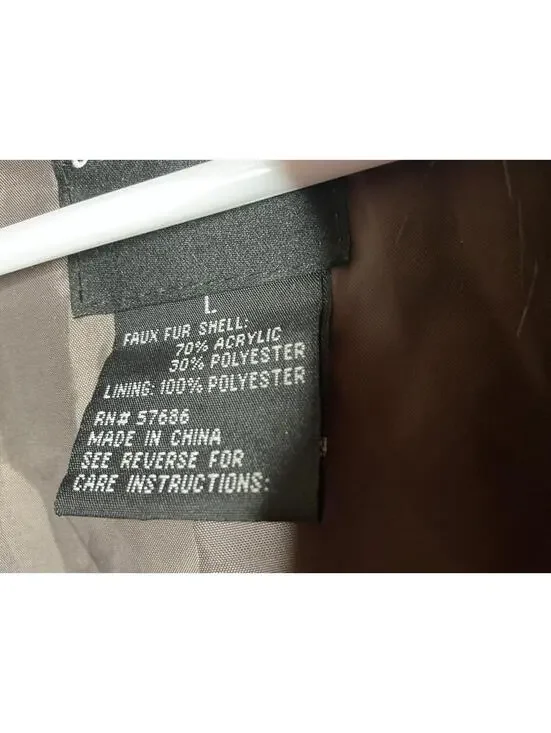 L
FAUX FUR SHELL:
70% ACRYLIC
30% POLYESTER
LINING: 100% POLYESTER
RN# 57686
MADE IN CHINA
SEE REVERSE FOR
CARE INSTRUCTIONS: